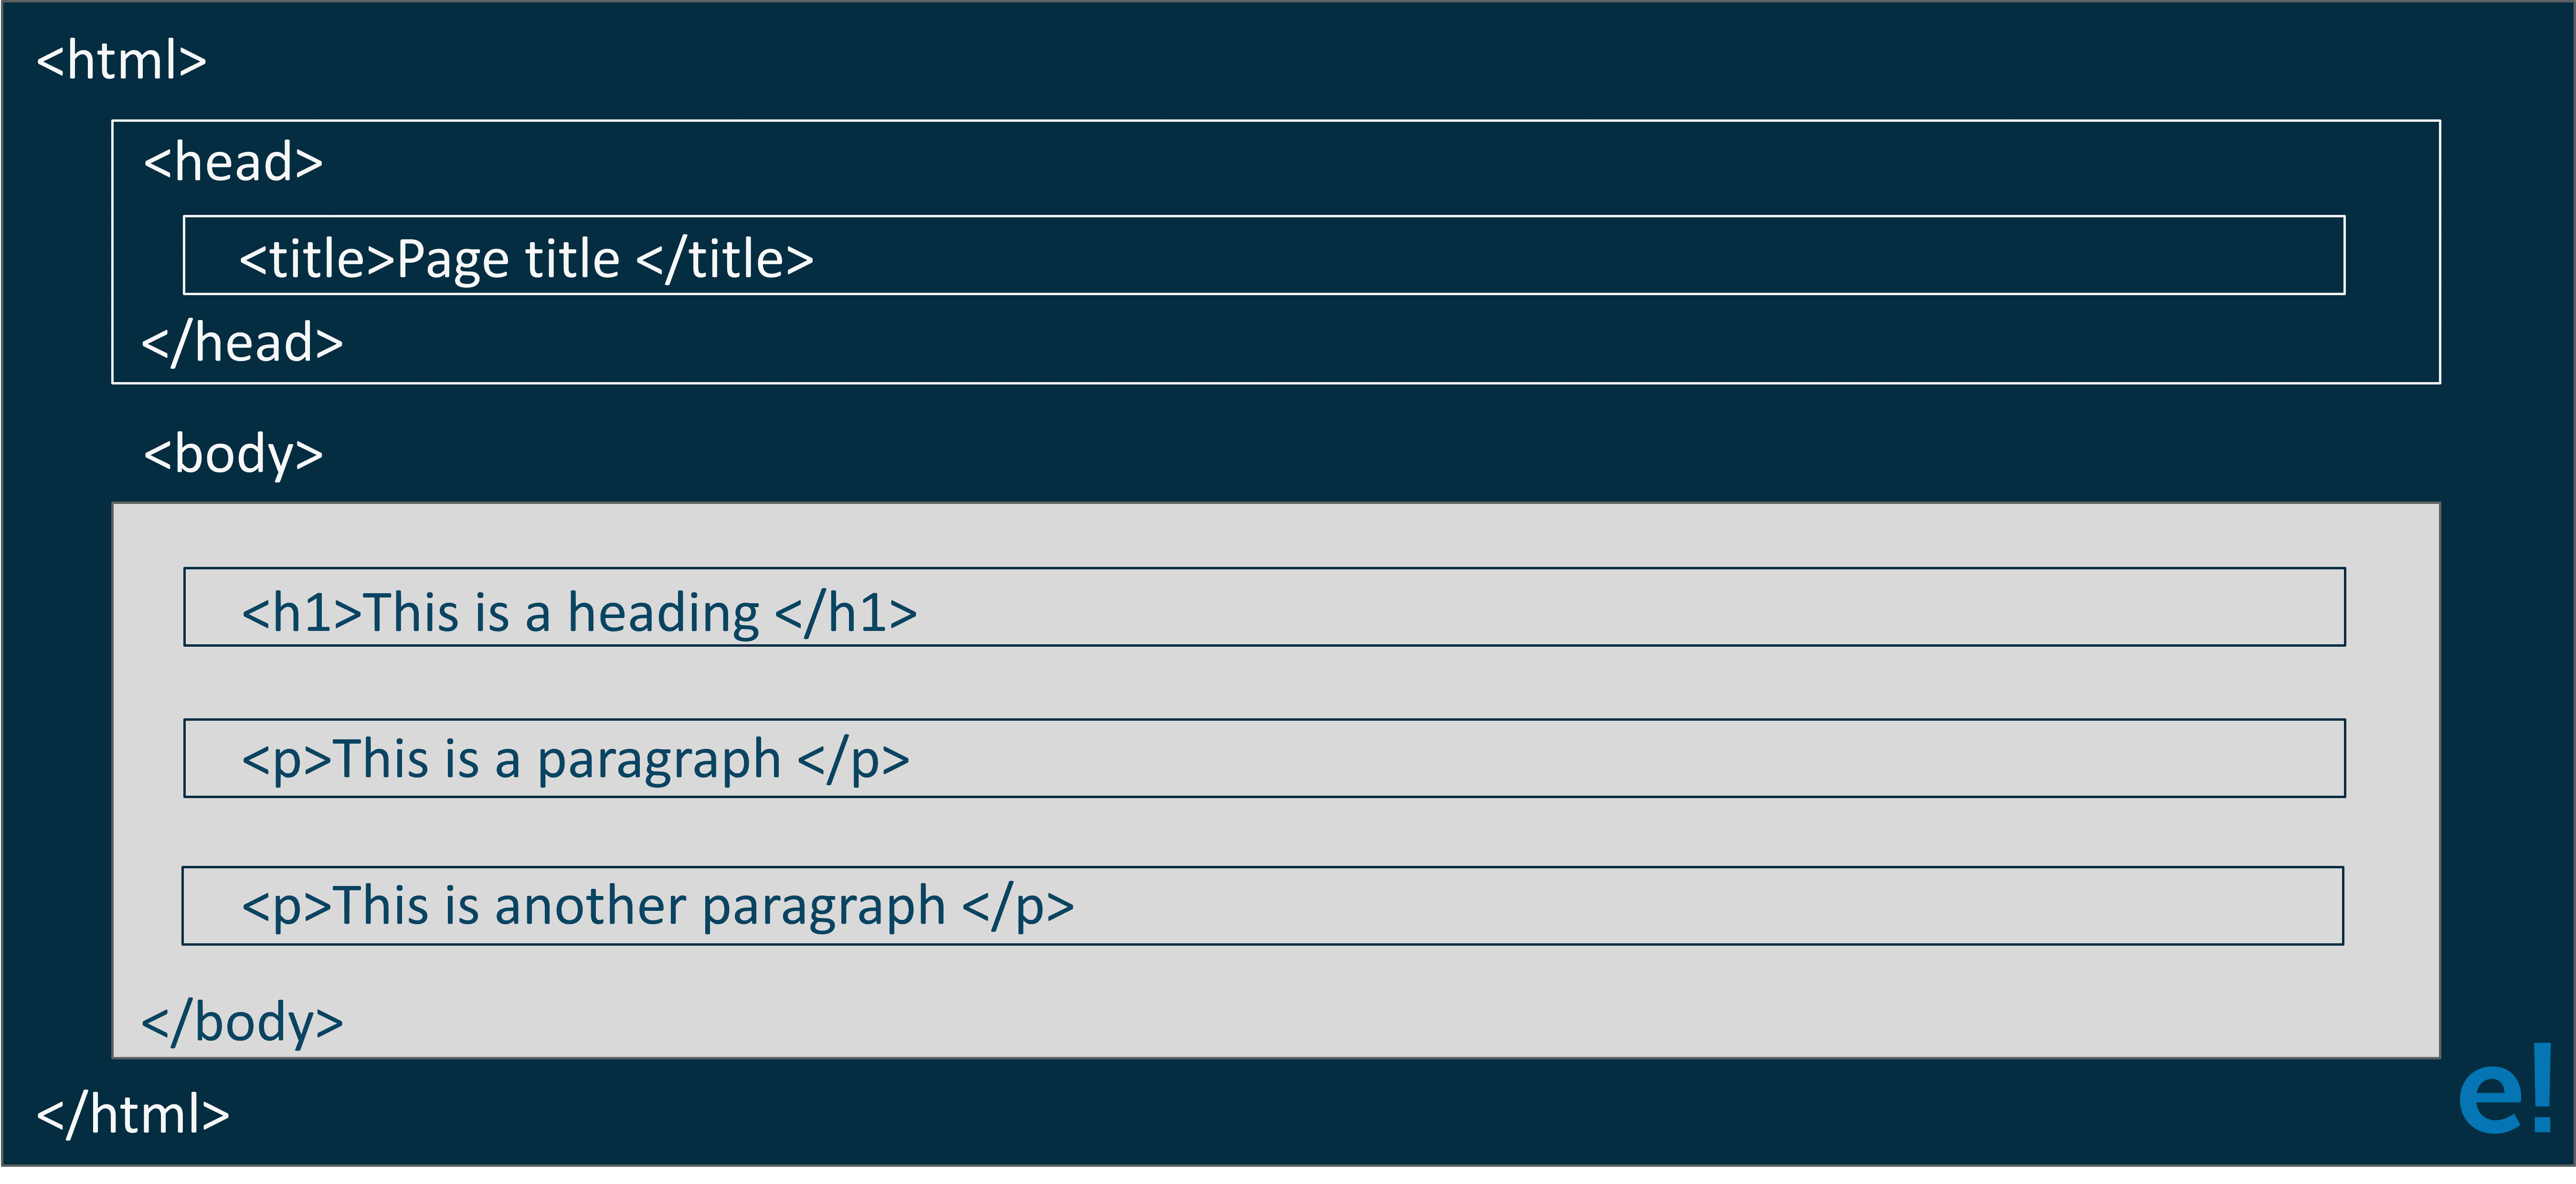 <html>
<head>
<title>Page title </title>
</head>
<body>
<h1>This is a heading </h1>
<p>This is a paragraph </p>
<p>This is another paragraph </p>
</body>
</html>
e!